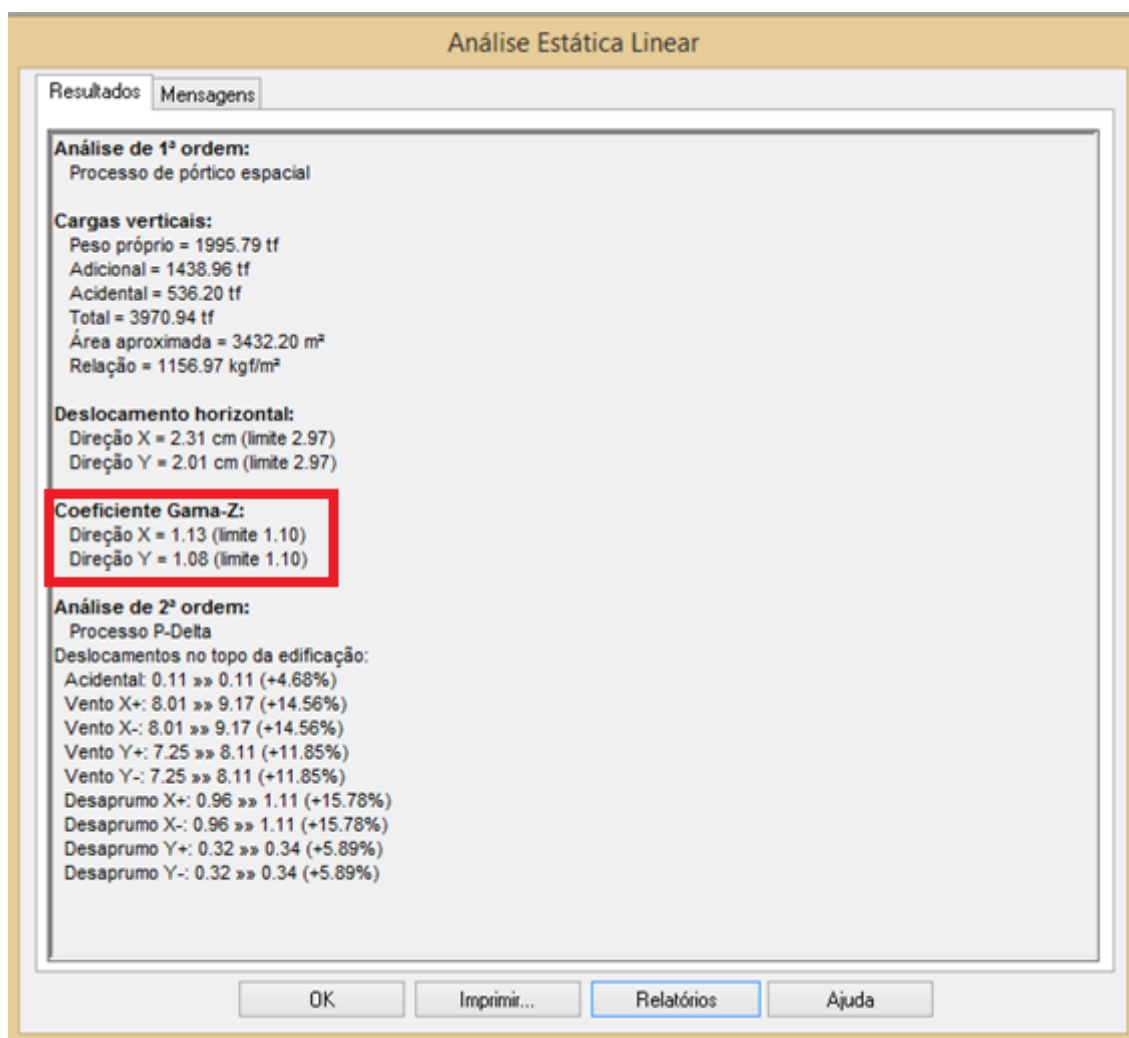 Análise Estática Linear
Resultados
Mensagens
Análise de 1ª ordem:
Processo de pórtico espacial
Cargas verticais:
Peso próprio = 1995.79 tf
Adicional = 1438.96 tf
Acidental = 536.20 tf
Total = 3970.94 tf
Área aproximada = 3432.20 m²
Relação = 1156.97 kgf/m²
Deslocamento horizontal:
Direção X = 2.31 cm (limite 2.97)
Direção Y = 2.01 cm (limite 2.97)
Coeficiente Gama-Z:
Direção X = 1.13 (limite 1.10)
Direção Y = 1.08 (limite 1.10)
Análise de 2ª ordem:
Processo P-Delta
Deslocamentos no topo da edificação:
Acidental: 0.11 »» 0.11 (+4.68%)
Vento X+: 8.01 »» 9.17 (+14.56%)
Vento X-: 8.01 »» 9.17 (+14.56%)
Vento Y+: 7.25 »» 8.11 (+11.85%)
Vento Y-: 7.25 »» 8.11 (+11.85%)
Desaprumo X+: 0.96 »» 1.11 (+15.78%)
Desaprumo X-: 0.96 »» 1.11 (+15.78%)
Desaprumo Y+: 0.32 »» 0.34 (+5.89%)
Desaprumo Y-: 0.32 »» 0.34 (+5.89%)
OK
Imprimir...
Relatórios
Ajuda